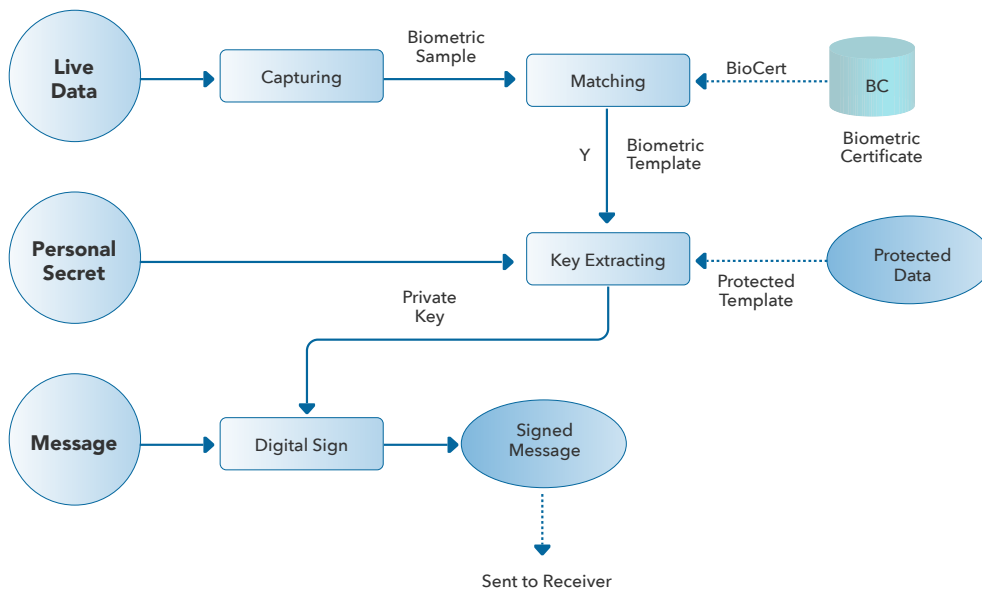 Live
Data
Capturing
Biometric
Sample
Matching
BioCert
BC
Biometric
Certificate
Y
Biometric
Template
Personal
Secret
Key Extracting
Protected
Template
Protected
Data
Private
Key
Message
Digital Sign
Signed
Message
Sent to Receiver